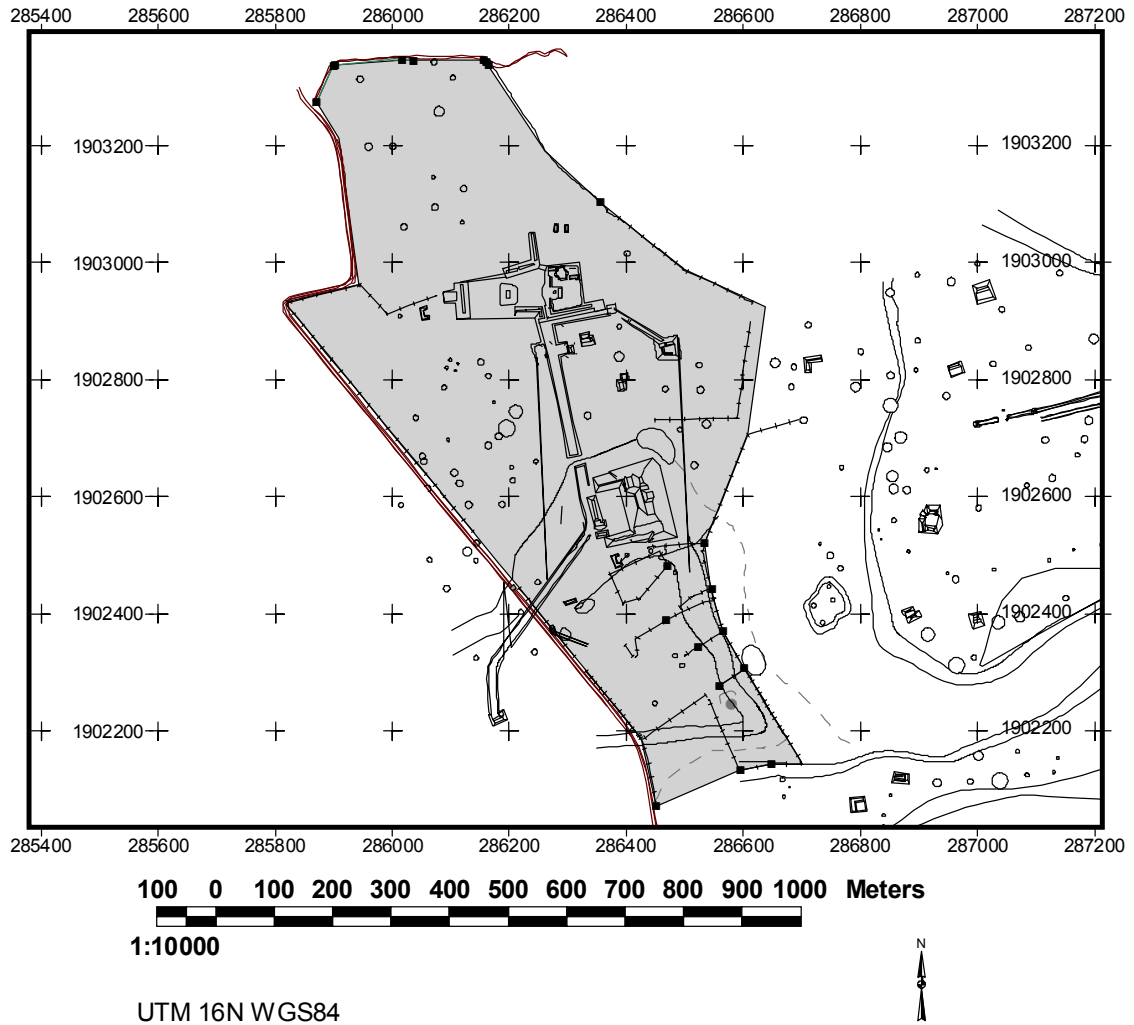 285400 285600 285800 286000 286200 286400 286600 286800 287000 287200
1903200 1903200
1903000 1903000
1902800 1902800
1902600 1902600
1902400 1902400
1902200 1902200
285400 285600 285800 286000 286200 286400 286600 286800 287000 287200
100 0 100 200 300 400 500 600 700 800 900 1000 Meters
1:10000
N
UTM 16N WGS84